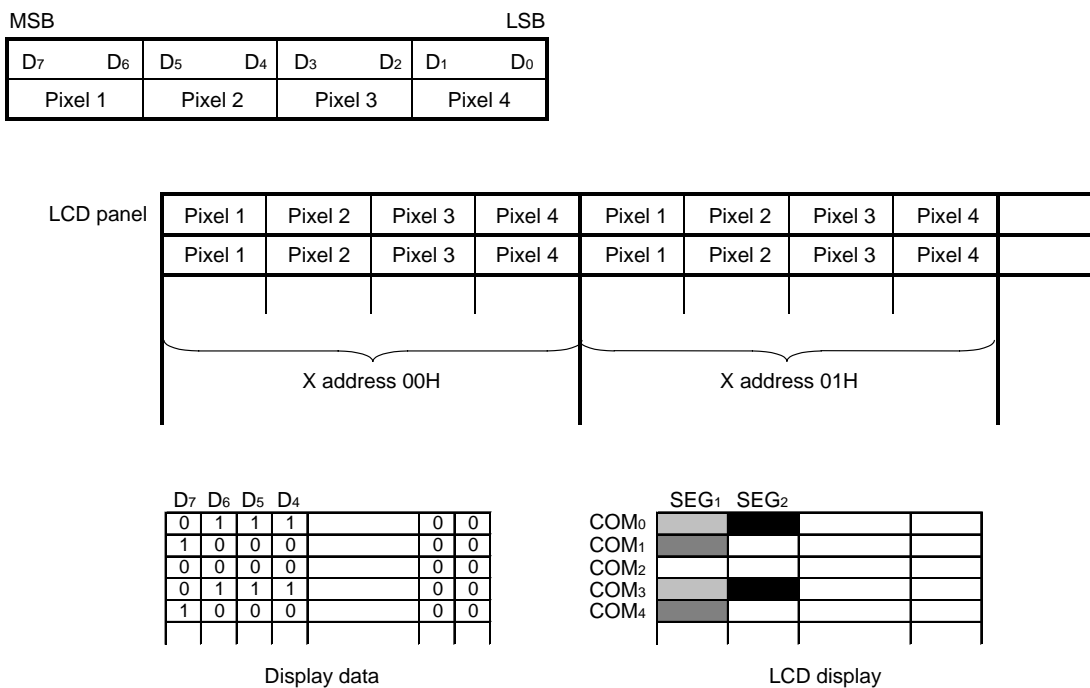 MSB LSB
D7 D6 D5 D4 D3 D2 D1 D0
Pixel 1 Pixel 2 Pixel 3 Pixel 4
LCD panel Pixel 1 Pixel 2 Pixel 3 Pixel 4 Pixel 1 Pixel 2 Pixel 3 Pixel 4
Pixel 1 Pixel 2 Pixel 3 Pixel 4 Pixel 1 Pixel 2 Pixel 3 Pixel 4
X address 00H X address 01H
D7 D6 D5 D4
0 1 1 1 0 0
1 0 0 0 0 0
0 0 0 0 0 0
0 1 1 1 0 0
1 0 0 0 0 0
Display data
SEG1 SEG2
COM0
COM1
COM2
COM3
COM4
LCD display